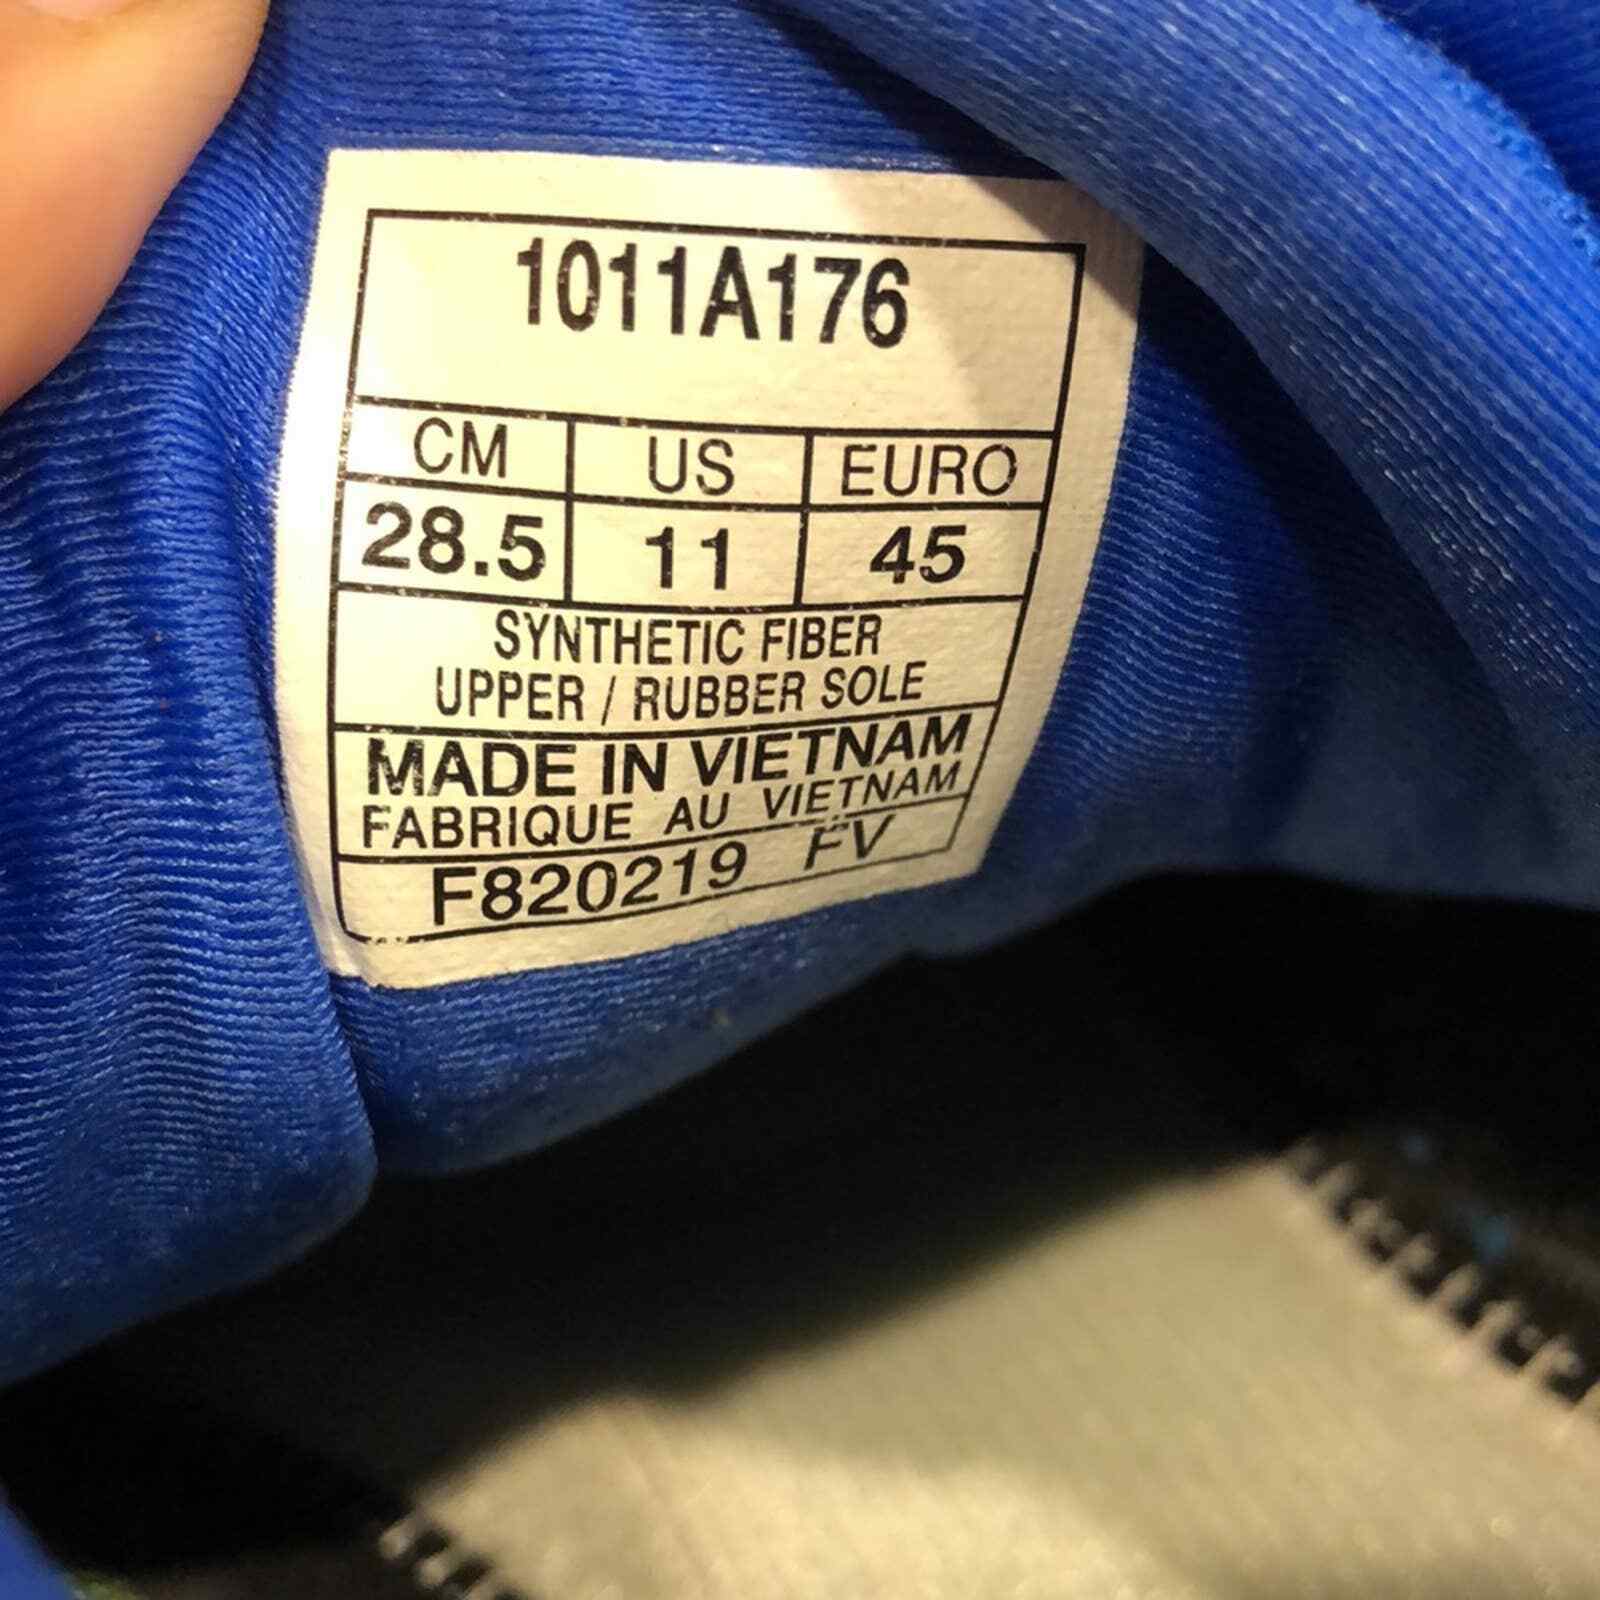 1011A176
CM US EURO
28.5 11 45
SYNTHETIC FIBER
UPPER / RUBBER SOLE
MADE IN VIETNAM
FABRIQUE AU VIETNAM
F820219 FV